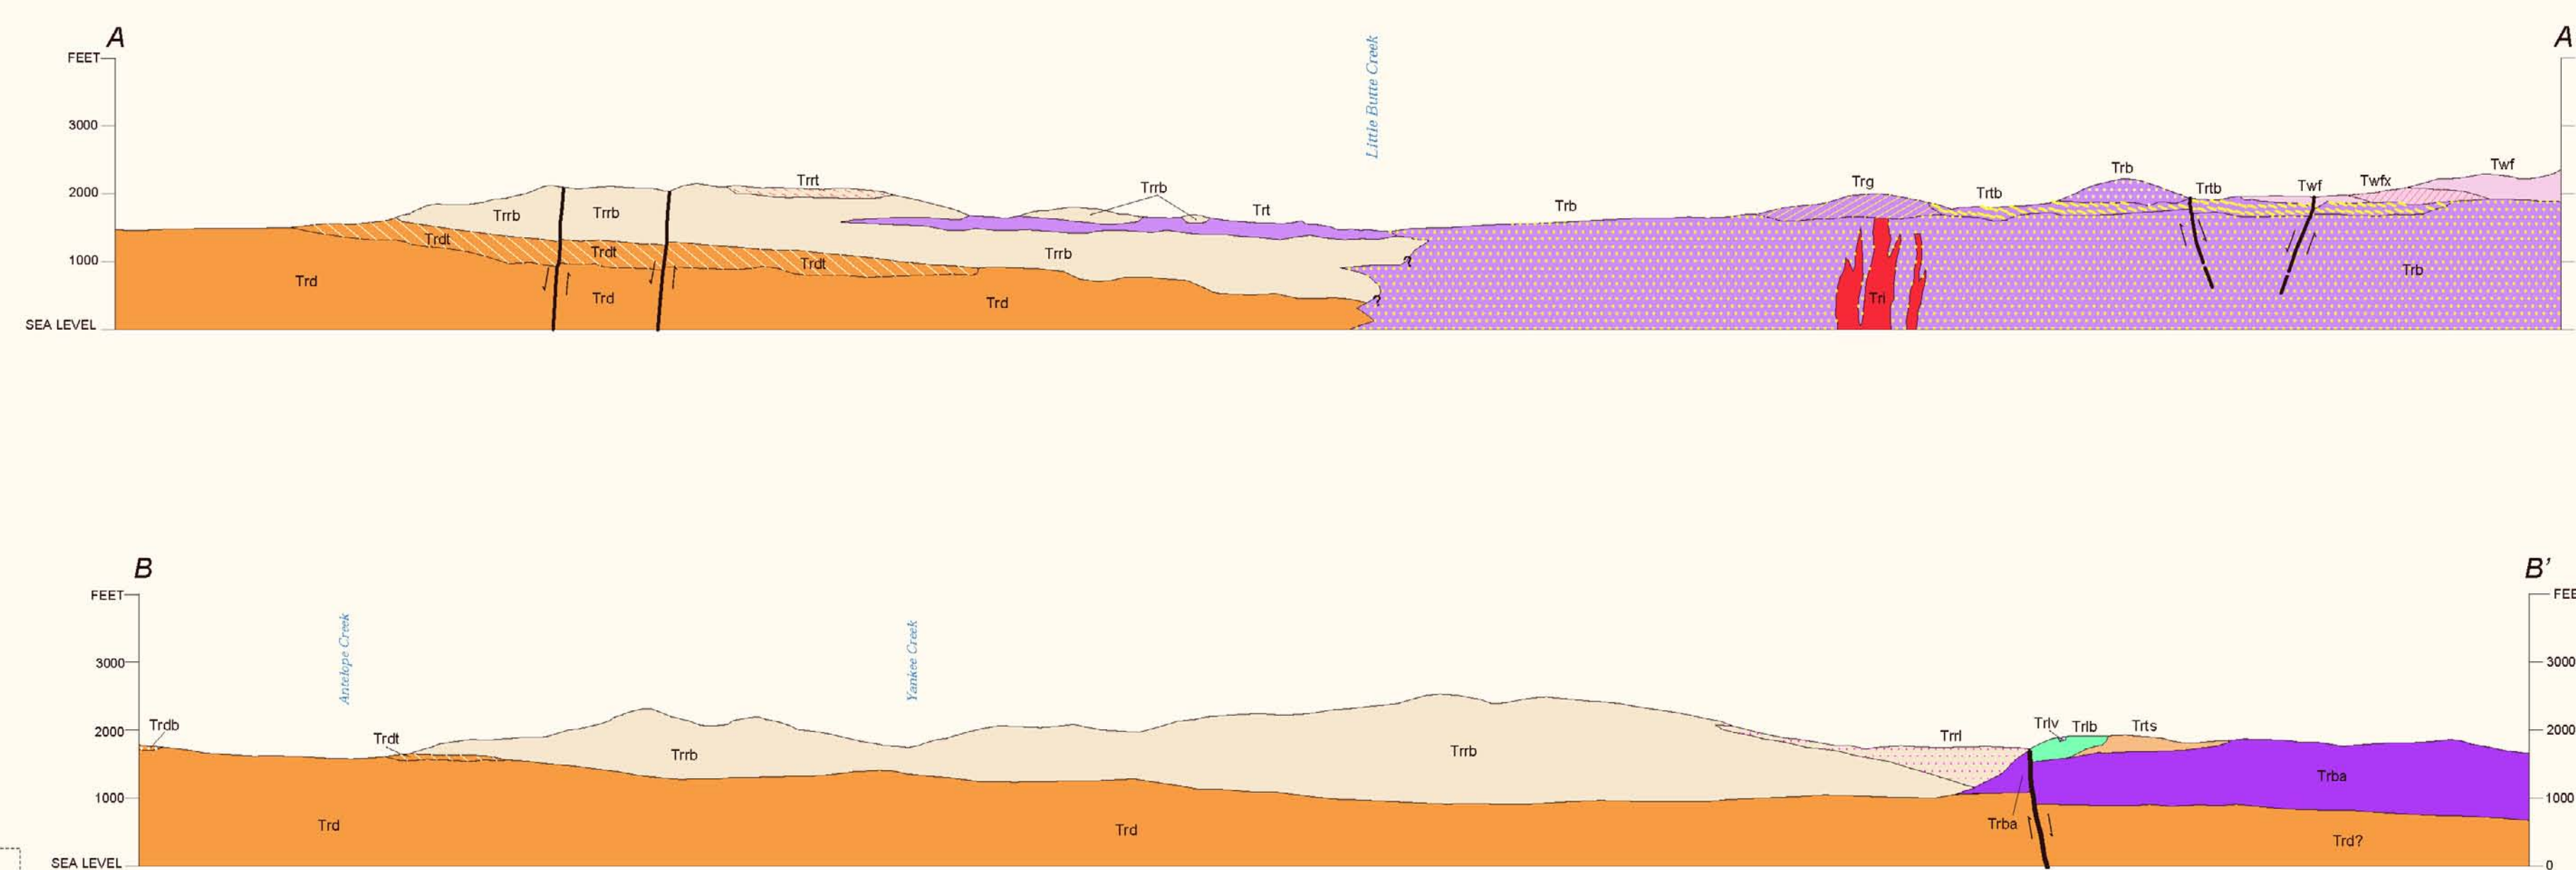 A
A
FEET
Little Butte Creek
3000
2000
1000
SEA LEVEL
Trrt
Trrb
Trt
Trb
Trg
Trtb
Trb
Trtb
Twf
Twfx
Twf
Trrb
Trrb
Trdt
Trdt
Trdt
Trrb
Trd
Trd
Trd
?
?
Tri
Trb
B
B’
FEET
FEE
Antelope Creek
Yankee Creek
3000
3000
2000
2000
1000
1000
SEA LEVEL
0
Trdb
Trdt
Trrb
Trrb
Trrl
Trlv
Trlb
Trts
Trba
Trba
Trd
Trd
Trd?